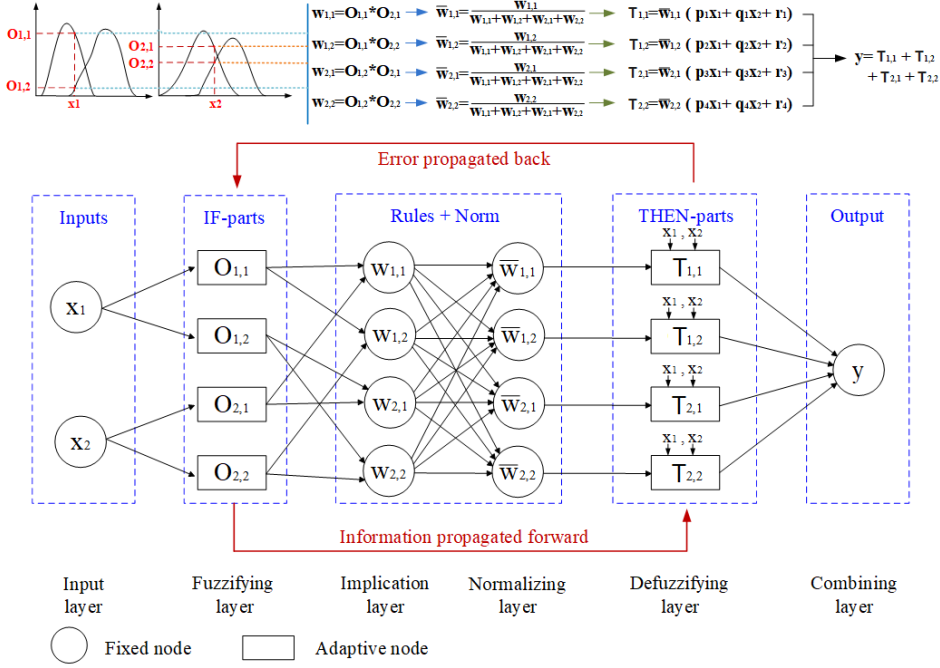 O1,1
O1,2
x1
O2,1
O2,2
x2
w1,1=O1,1*O2,1
w̅1,1= w1,1 / w1,1+w1,2+w2,1+w2,2
T1,1=w̅1,1 ( p1x1+ q1x2+ r1)
w1,2=O1,1*O2,2
w̅1,2= w1,2 / w1,1+w1,2+w2,1+w2,2
T1,2=w̅1,2 ( p2x1+ q2x2+ r2)
w2,1=O1,2*O2,1
w̅2,1= w2,1 / w1,1+w1,2+w2,1+w2,2
T2,1=w̅2,1 ( p3x1+ q3x2+ r3)
w2,2=O1,2*O2,2
w̅2,2= w2,2 / w1,1+w1,2+w2,1+w2,2
T2,2=w̅2,2 ( p4x1+ q4x2+ r4)
y= T1,1 + T1,2
+ T2,1 + T2,2
Error propagated back
Inputs
IF-parts
Rules + Norm
THEN-parts
Output
x1 , x2
O1,1
w1,1
w̅1,1
T1,1
x1
x1 , x2
O1,2
w1,2
w̅1,2
T1,2
y
x1 , x2
O2,1
w2,1
w̅2,1
T2,1
x2
x1 , x2
O2,2
w2,2
w̅2,2
T2,2
Information propagated forward
Input
layer
Fuzzifying
layer
Implication
layer
Normalizing
layer
Defuzzifying
layer
Combining
layer
Fixed node
Adaptive node